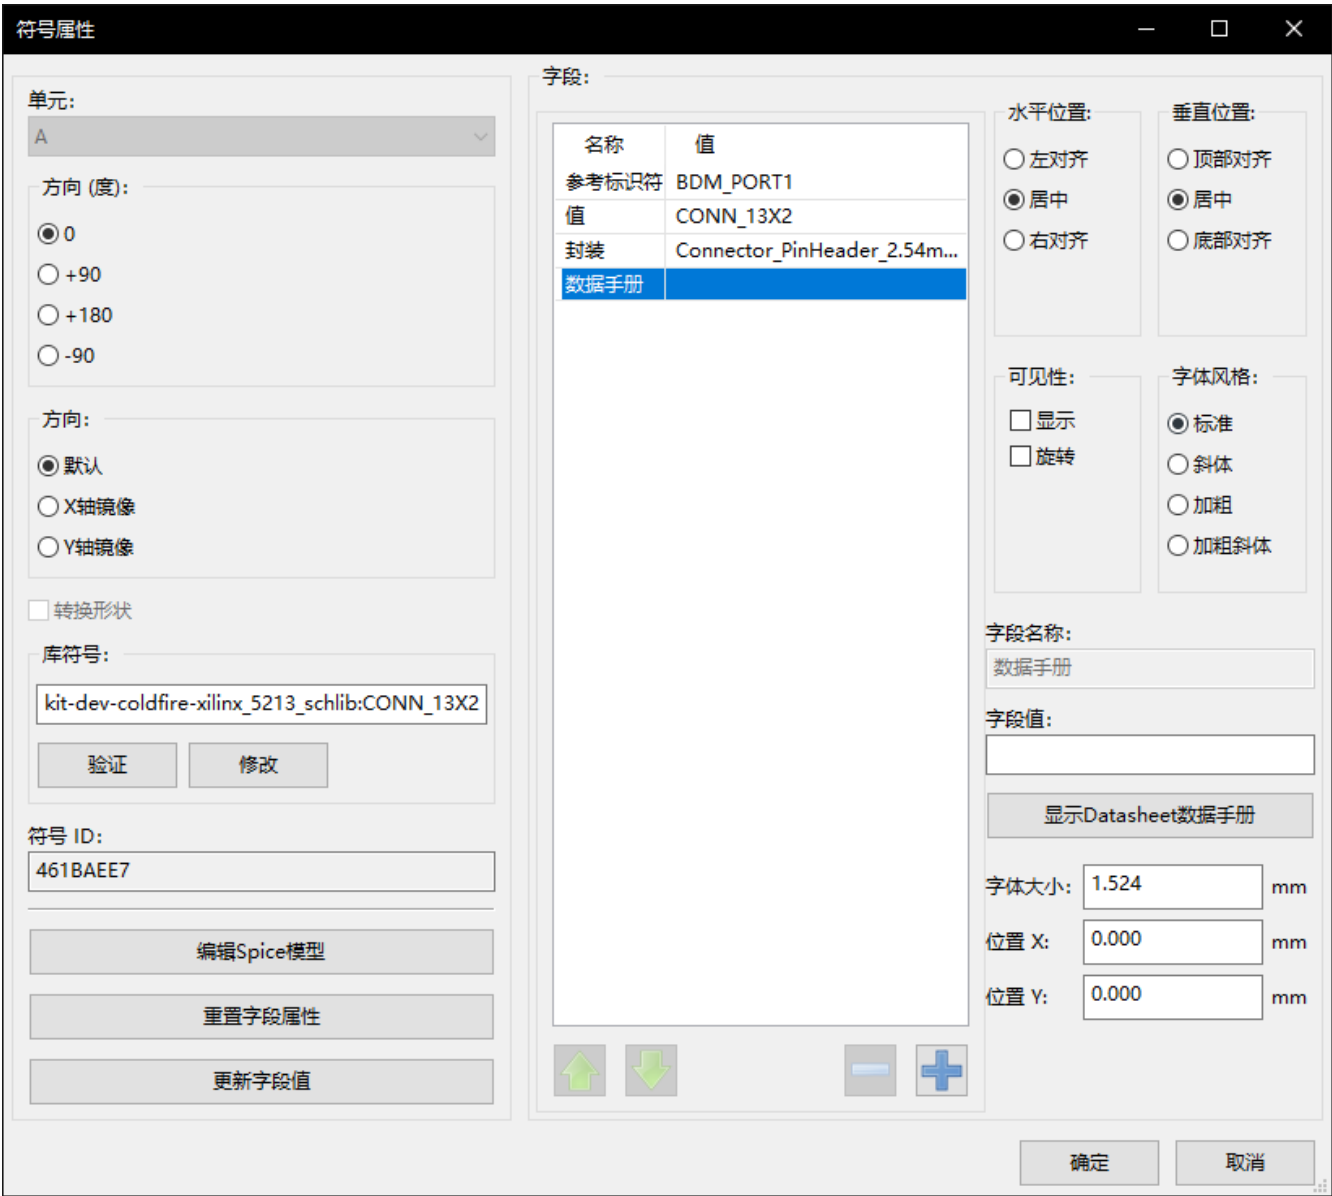 符号属性
单元:
A
方向 (度):
0
+90
+180
-90
方向:
默认
X轴镜像
Y轴镜像
转换形状
库符号:
kit-dev-coldfire-xilinx_5213_schlib:CONN_13X2
验证
修改
符号 ID:
461BAEE7
编辑Spice模型
重置字段属性
更新字段值
字段:
名称 值
参考标识符 BDM_PORT1
值 CONN_13X2
封装 Connector_PinHeader_2.54m...
数据手册
水平位置:
左对齐
居中
右对齐
垂直位置:
顶部对齐
居中
底部对齐
可见性:
显示
旋转
字体风格:
标准
斜体
加粗
加粗斜体
字段名称:
数据手册
字段值:
显示Datasheet数据手册
字体大小: 1.524 mm
位置 X: 0.000 mm
位置 Y: 0.000 mm
确定
取消